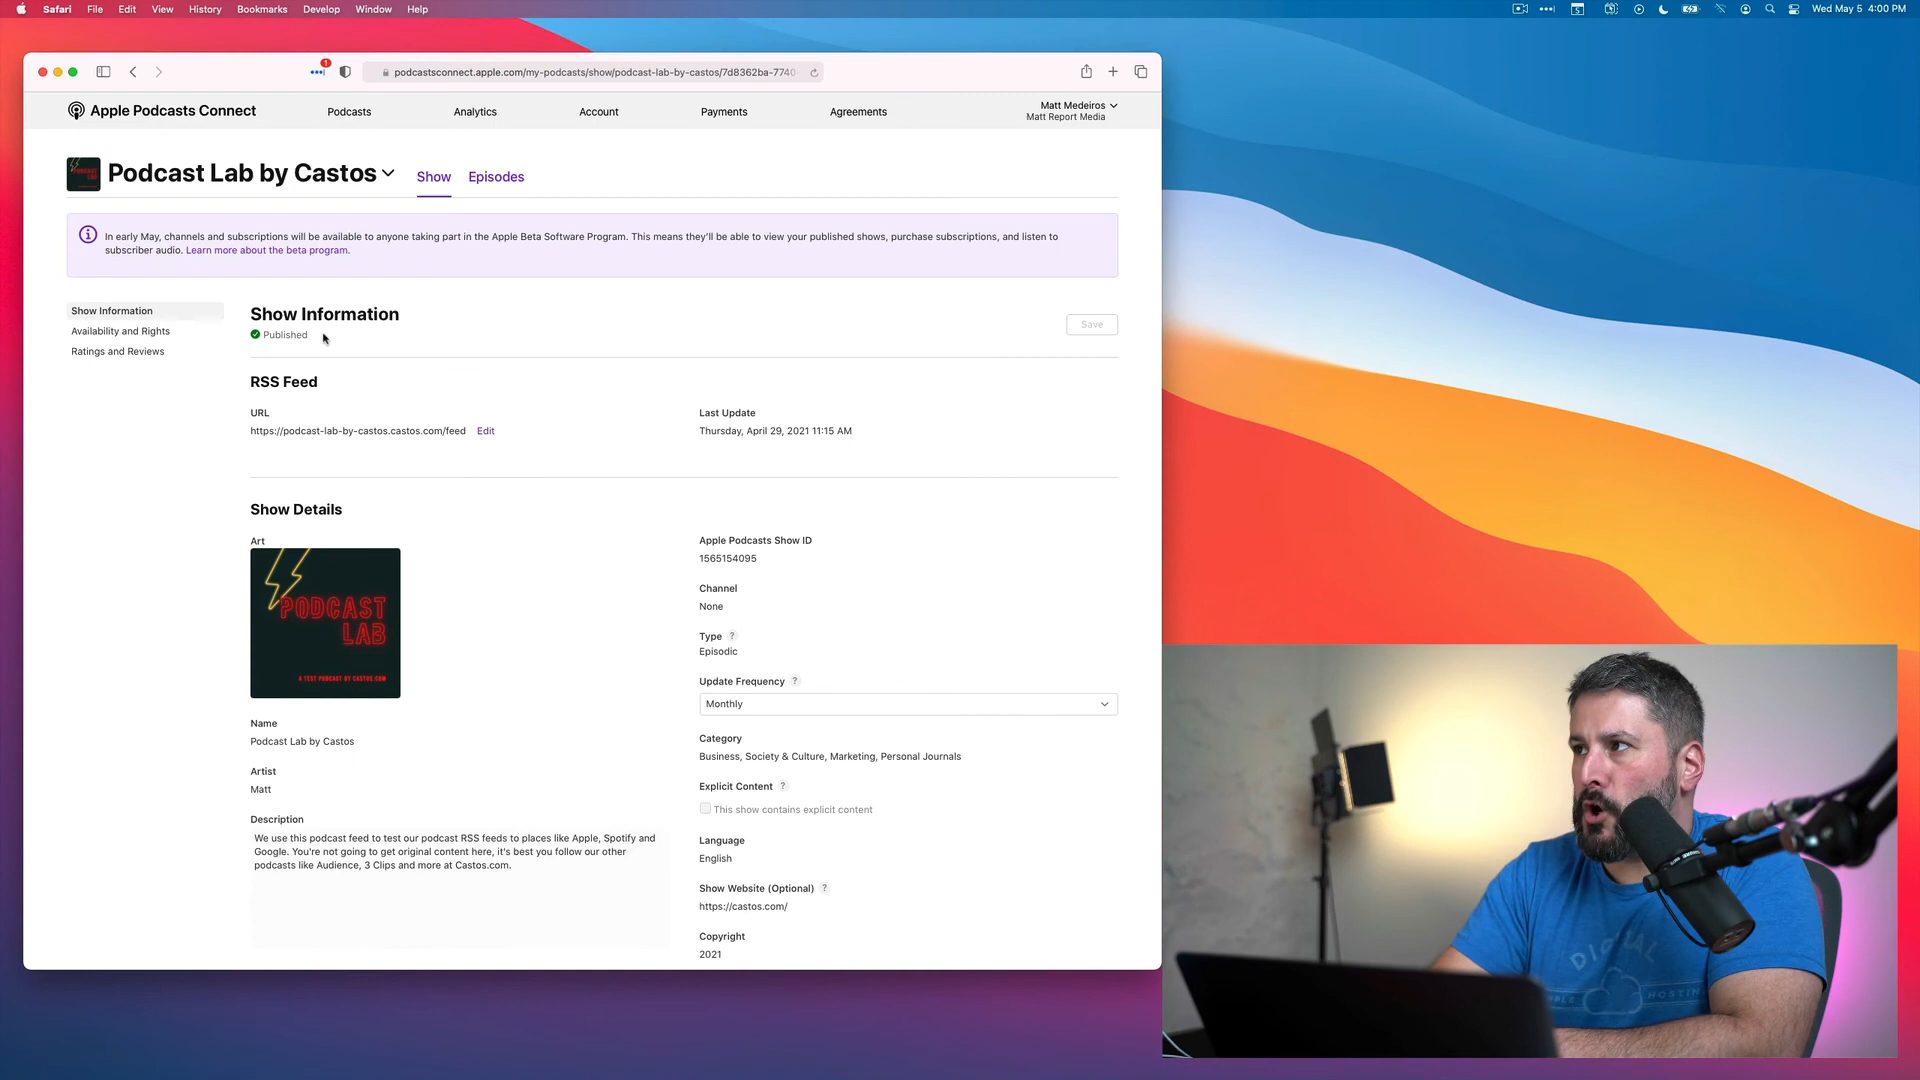 Safari File Edit View History Bookmarks Develop Window Help
Wed May 5 4:00 PM
1
podcastsconnect.apple.com/my-podcasts/show/podcast-lab-by-castos/7d8362ba-7740
Apple Podcasts Connect
Podcasts Analytics Account Payments Agreements
Matt Medeiros
Matt Report Media
Podcast Lab by Castos
Show Episodes
In early May, channels and subscriptions will be available to anyone taking part in the Apple Beta Software Program. This means they'll be able to view your published shows, purchase subscriptions, and listen to
subscriber audio. Learn more about the beta program.
Show Information
Availability and Rights
Ratings and Reviews
Show Information
Published
Save
RSS Feed
URL
https://podcast-lab-by-castos.castos.com/feed Edit
Last Update
Thursday, April 29, 2021 11:15 AM
Show Details
Art
PODCAST
LAB
A TEST PODCAST BY CASTOS.COM
Name
Podcast Lab by Castos
Artist
Matt
Description
We use this podcast feed to test our podcast RSS feeds to places like Apple, Spotify and
Google. You're not going to get original content here, it's best you follow our other
podcasts like Audience, 3 Clips and more at Castos.com.
Apple Podcasts Show ID
1565154095
Channel
None
Type ?
Episodic
Update Frequency ?
Monthly
Category
Business, Society & Culture, Marketing, Personal Journals
Explicit Content ?
This show contains explicit content
Language
English
Show Website (Optional) ?
https://castos.com/
Copyright
2021
DIGITAL
HOSTING